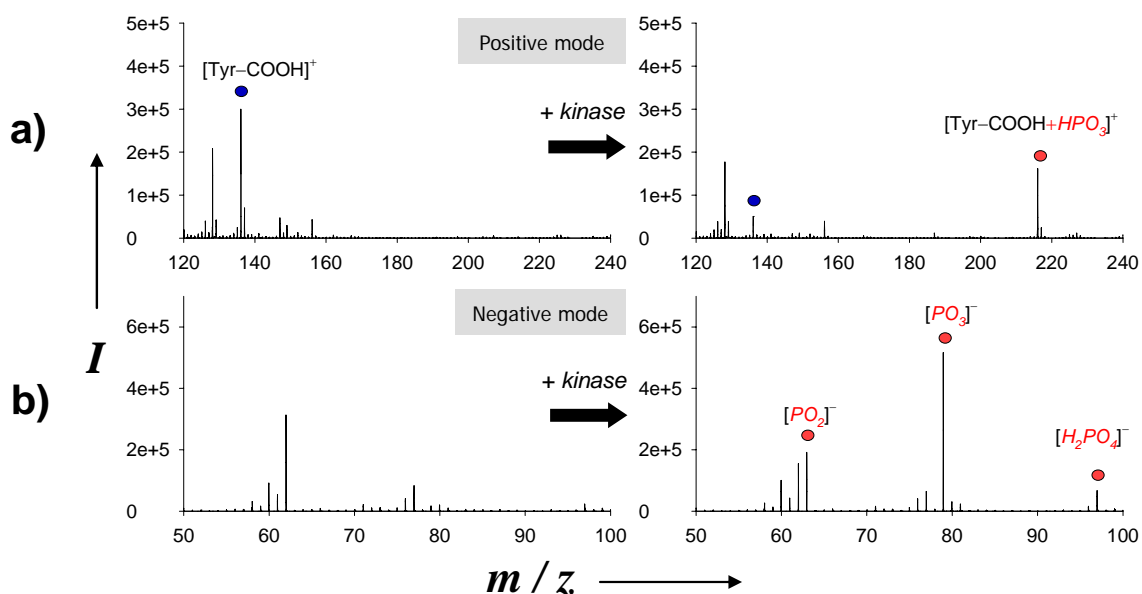 a)
5e+5
4e+5
3e+5
2e+5
1e+5
0
120 140 160 180 200 220 240
[Tyr–COOH]⁺
Positive mode
+ kinase
5e+5
4e+5
3e+5
2e+5
1e+5
0
120 140 160 180 200 220 240
[Tyr–COOH+HPO₃]⁺
b)
6e+5
4e+5
2e+5
0
50 60 70 80 90 100
Negative mode
+ kinase
6e+5
4e+5
2e+5
0
50 60 70 80 90 100
[PO₂]⁻
[PO₃]⁻
[H₂PO₄]⁻
I
m / z